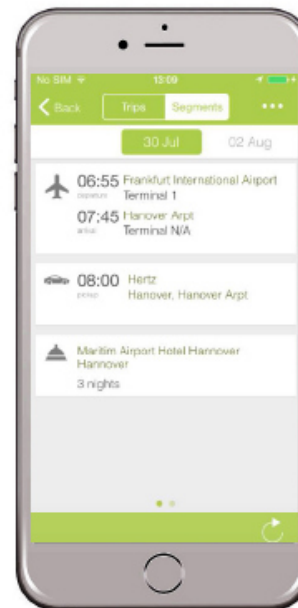 No SIM 13:09
Back Trips Segments •••
30 Jul 02 Aug
06:55 Frankfurt International Airport
departure Terminal 1
07:45 Hanover Arpt
arrival Terminal N/A
08:00 Hertz
pickup Hanover, Hanover Arpt
Maritim Airport Hotel Hannover
Hannover
3 nights